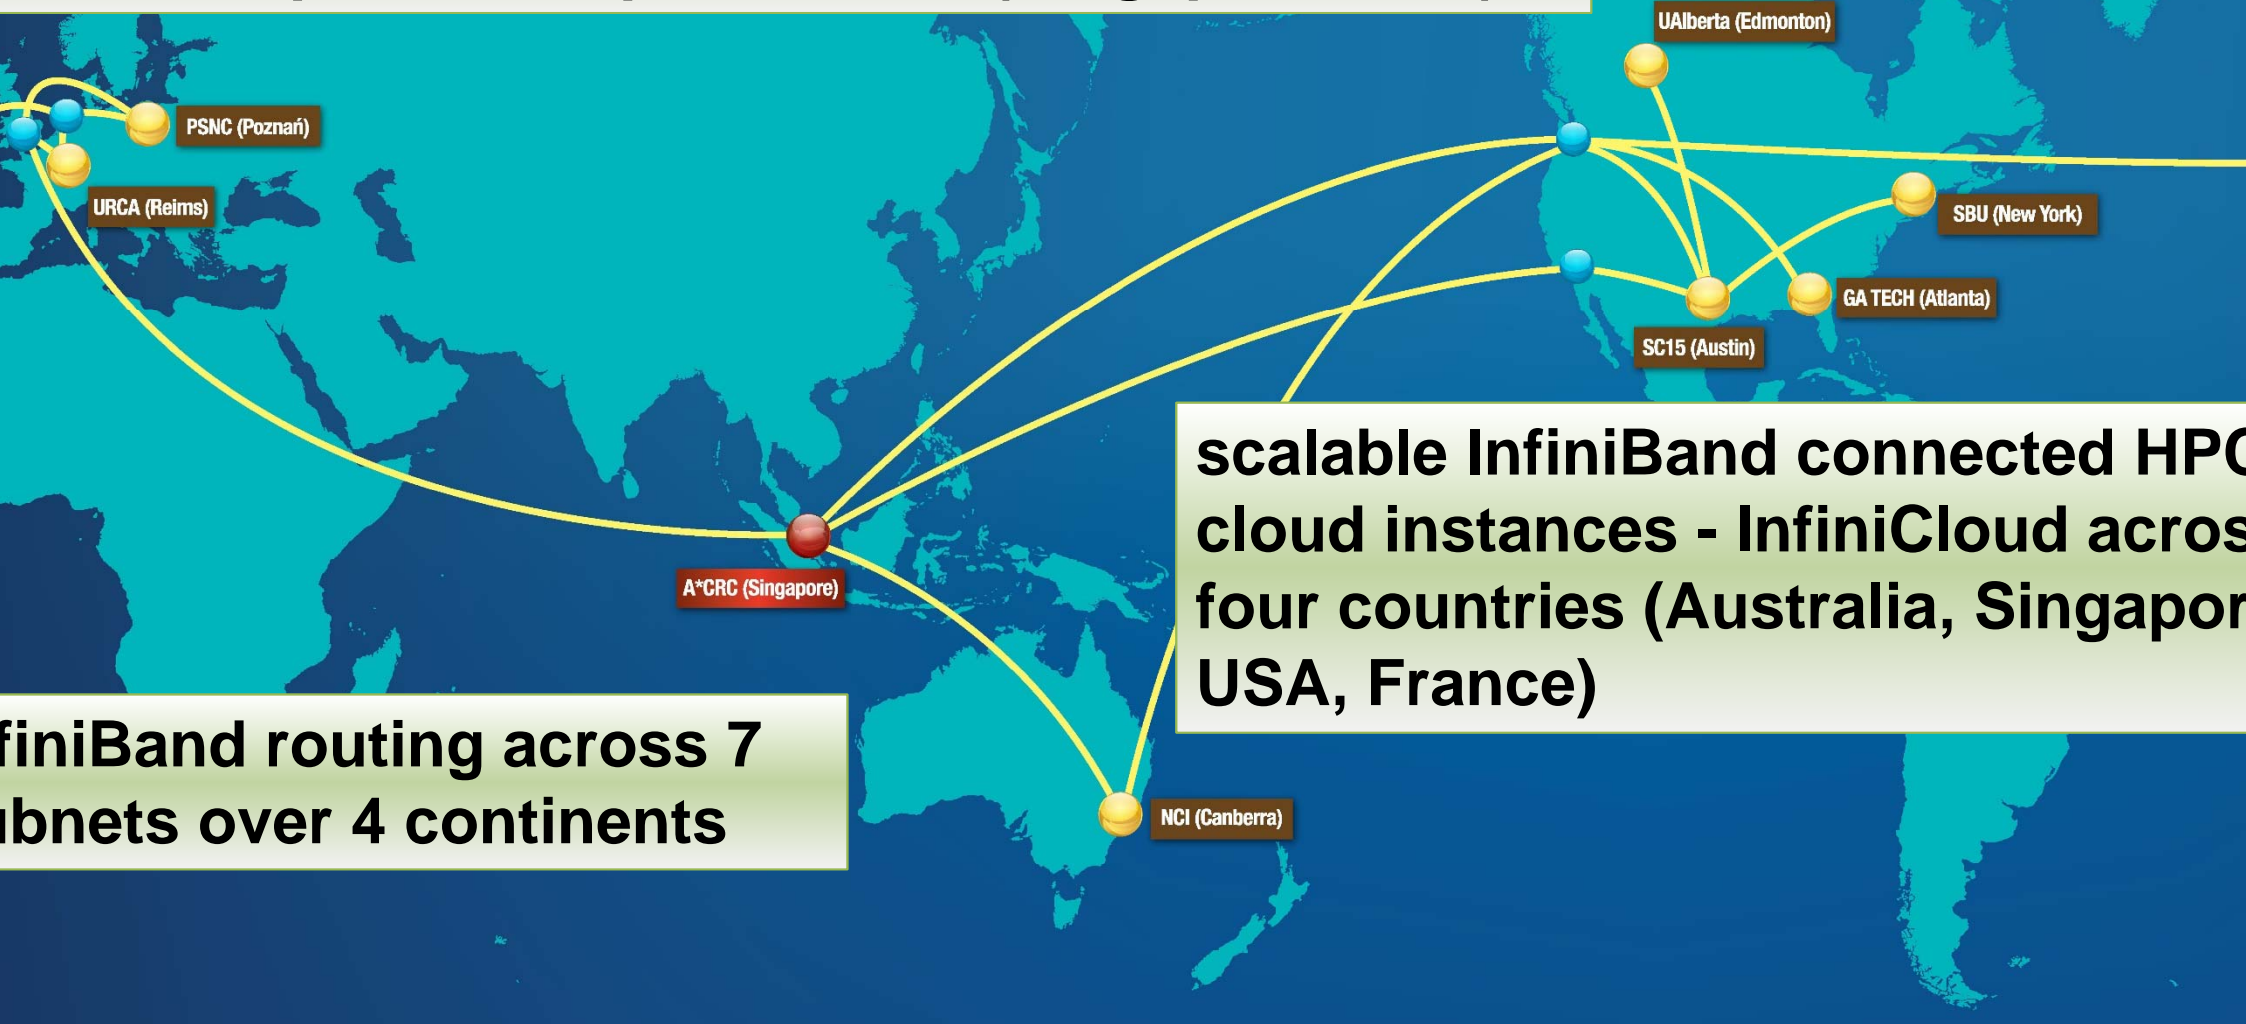 UAlberta (Edmonton)
PSNC (Poznań)
URCA (Reims)
SBU (New York)
GA TECH (Atlanta)
SC15 (Austin)
scalable InfiniBand connected HPC
cloud instances - InfiniCloud acros
four countries (Australia, Singapor
USA, France)
A*CRC (Singapore)
finiBand routing across 7
ubnets over 4 continents
NCI (Canberra)